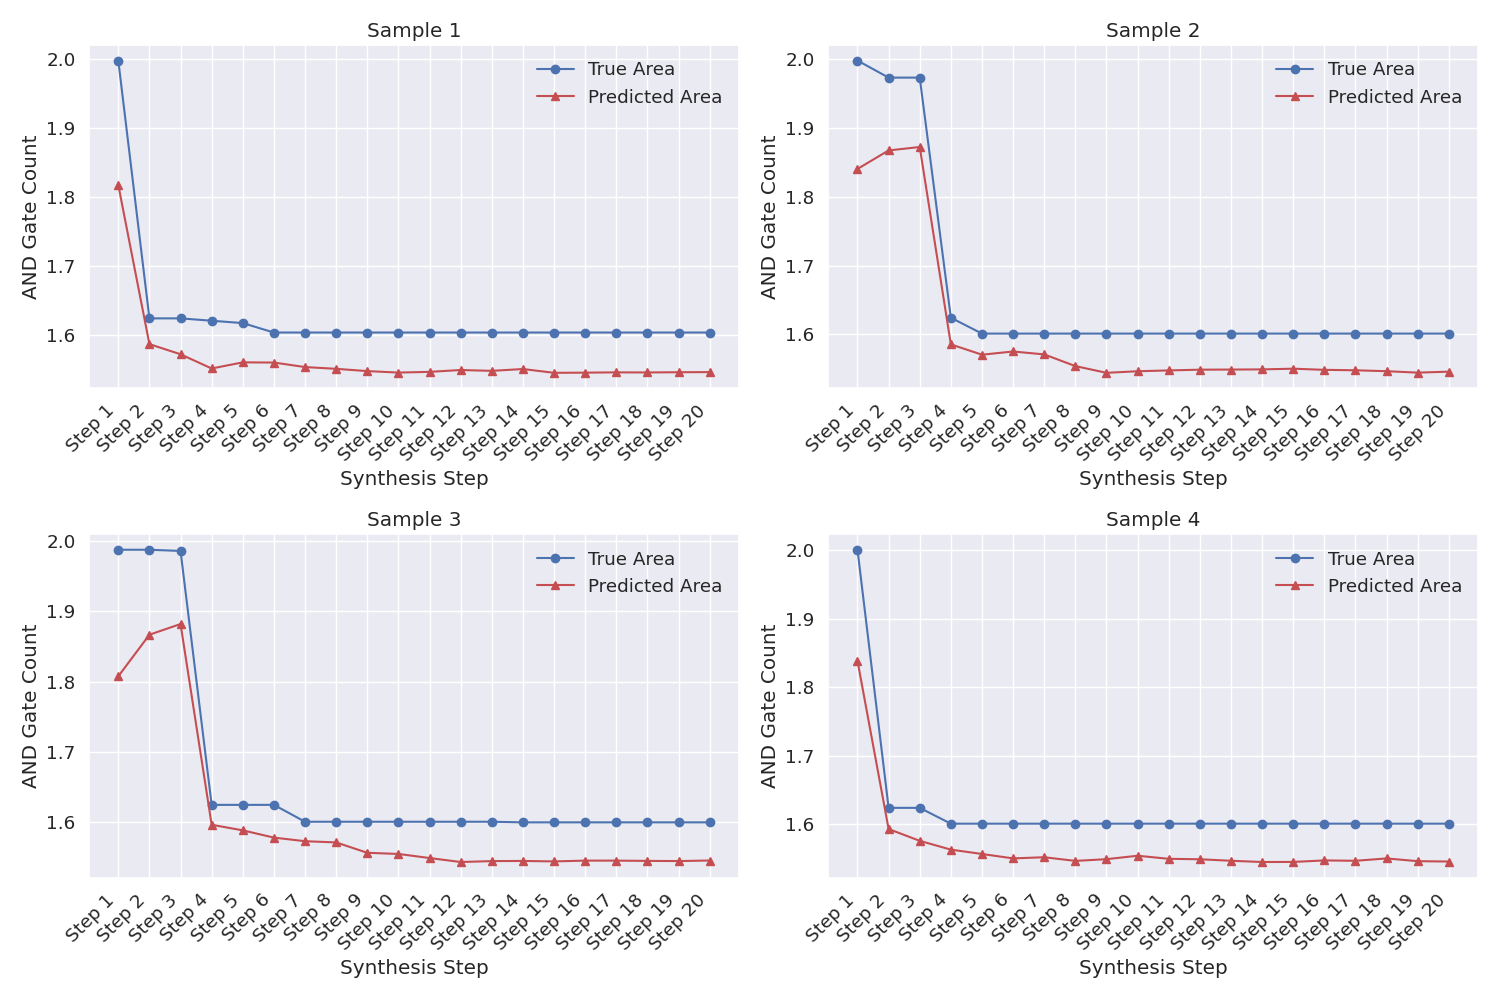 Sample 1
True Area
Predicted Area
AND Gate Count
2.0
1.9
1.8
1.7
1.6
Step 1
Step 2
Step 3
Step 4
Step 5
Step 6
Step 7
Step 8
Step 9
Step 10
Step 11
Step 12
Step 13
Step 14
Step 15
Step 16
Step 17
Step 18
Step 19
Step 20
Synthesis Step
Sample 2
True Area
Predicted Area
AND Gate Count
2.0
1.9
1.8
1.7
1.6
Step 1
Step 2
Step 3
Step 4
Step 5
Step 6
Step 7
Step 8
Step 9
Step 10
Step 11
Step 12
Step 13
Step 14
Step 15
Step 16
Step 17
Step 18
Step 19
Step 20
Synthesis Step
Sample 3
True Area
Predicted Area
AND Gate Count
2.0
1.9
1.8
1.7
1.6
Step 1
Step 2
Step 3
Step 4
Step 5
Step 6
Step 7
Step 8
Step 9
Step 10
Step 11
Step 12
Step 13
Step 14
Step 15
Step 16
Step 17
Step 18
Step 19
Step 20
Synthesis Step
Sample 4
True Area
Predicted Area
AND Gate Count
2.0
1.9
1.8
1.7
1.6
Step 1
Step 2
Step 3
Step 4
Step 5
Step 6
Step 7
Step 8
Step 9
Step 10
Step 11
Step 12
Step 13
Step 14
Step 15
Step 16
Step 17
Step 18
Step 19
Step 20
Synthesis Step